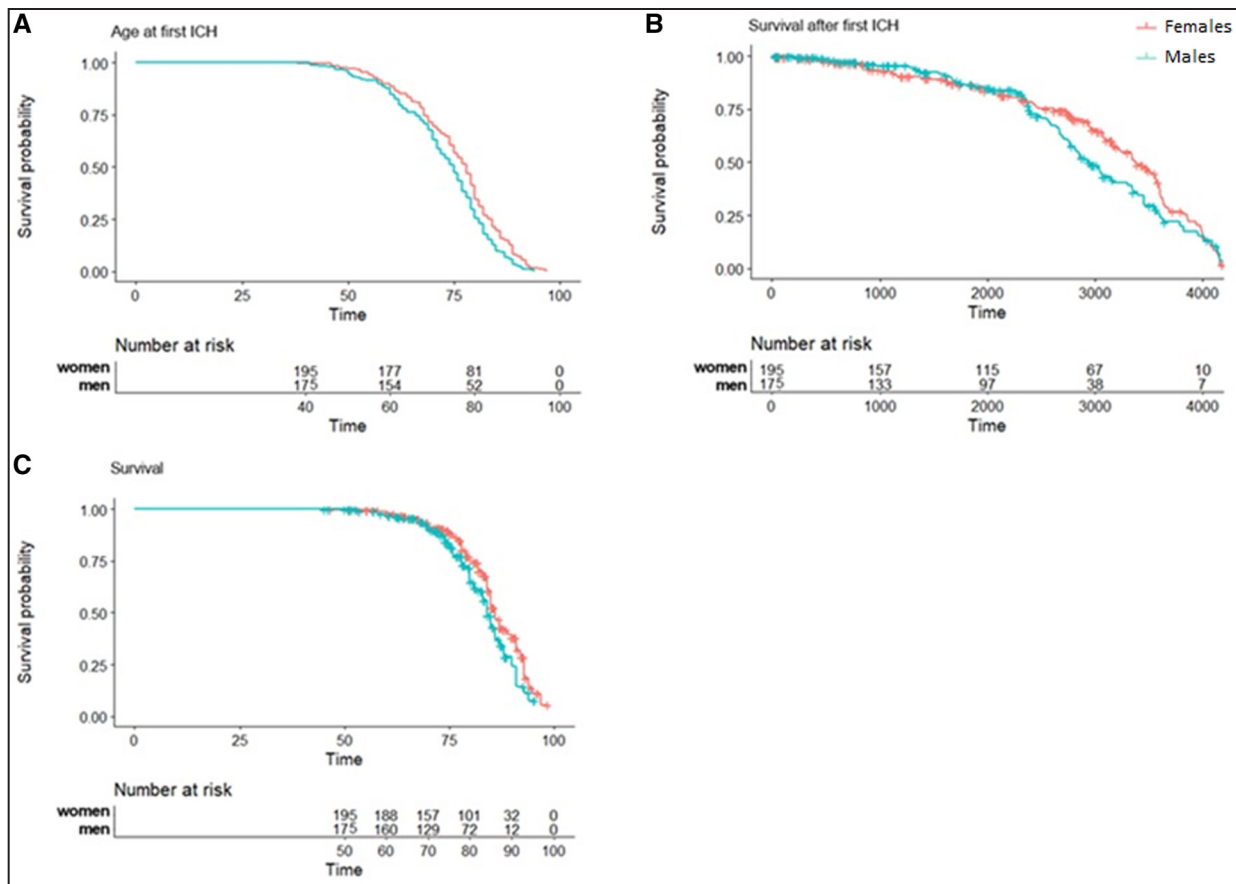 A
Age at first ICH
Survival probability
1.00
0.75
0.50
0.25
0.00
0 25 50 75 100
Time
Number at risk
women 195 177 81 0
men 175 154 52 0
40 60 80 100
Time
B
Survival after first ICH
Females
Males
Survival probability
1.00
0.75
0.50
0.25
0.00
0 1000 2000 3000 4000
Time
Number at risk
women 195 157 115 67 10
men 175 133 97 38 7
0 1000 2000 3000 4000
Time
C
Survival
Survival probability
1.00
0.75
0.50
0.25
0.00
0 25 50 75 100
Time
Number at risk
women 195 188 157 101 32 0
men 175 160 129 72 12 0
50 60 70 80 90 100
Time